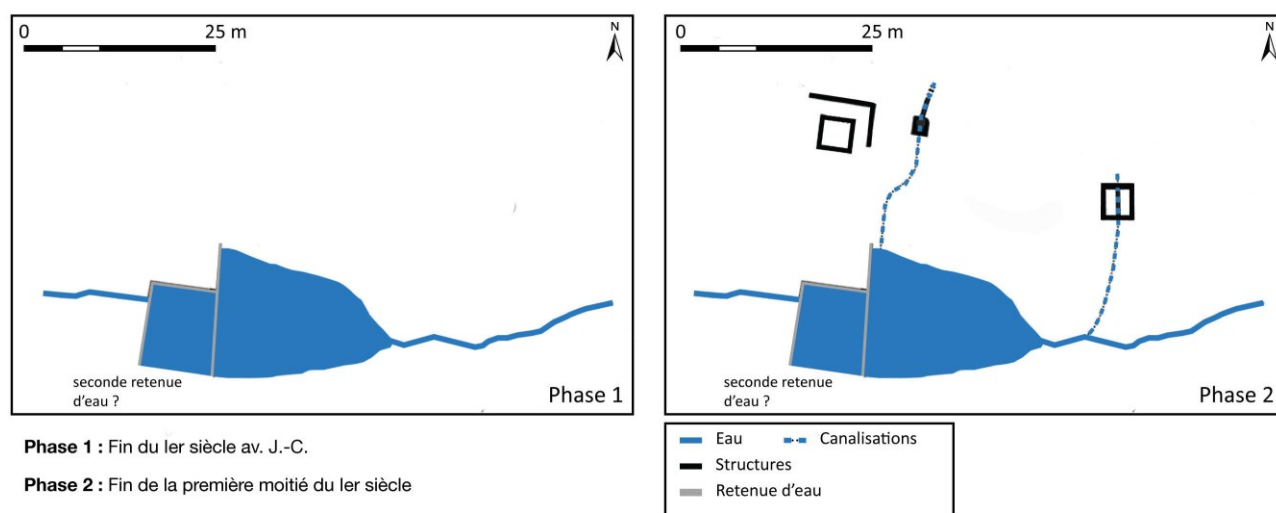 0 25 m
N
seconde retenue
d'eau ?
Phase 1
0 25 m
N
seconde retenue
d'eau ?
Phase 2
Phase 1 : Fin du Ier siècle av. J.-C.
Phase 2 : Fin de la première moitié du Ier siècle
Eau Canalisations
Structures
Retenue d'eau